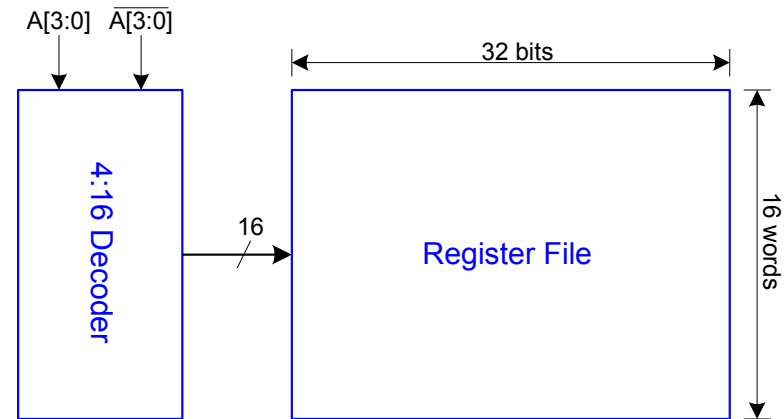 A[3:0] A̅[̅3̅:̅0̅]̅
32 bits
4:16 Decoder
16
Register File
16 words